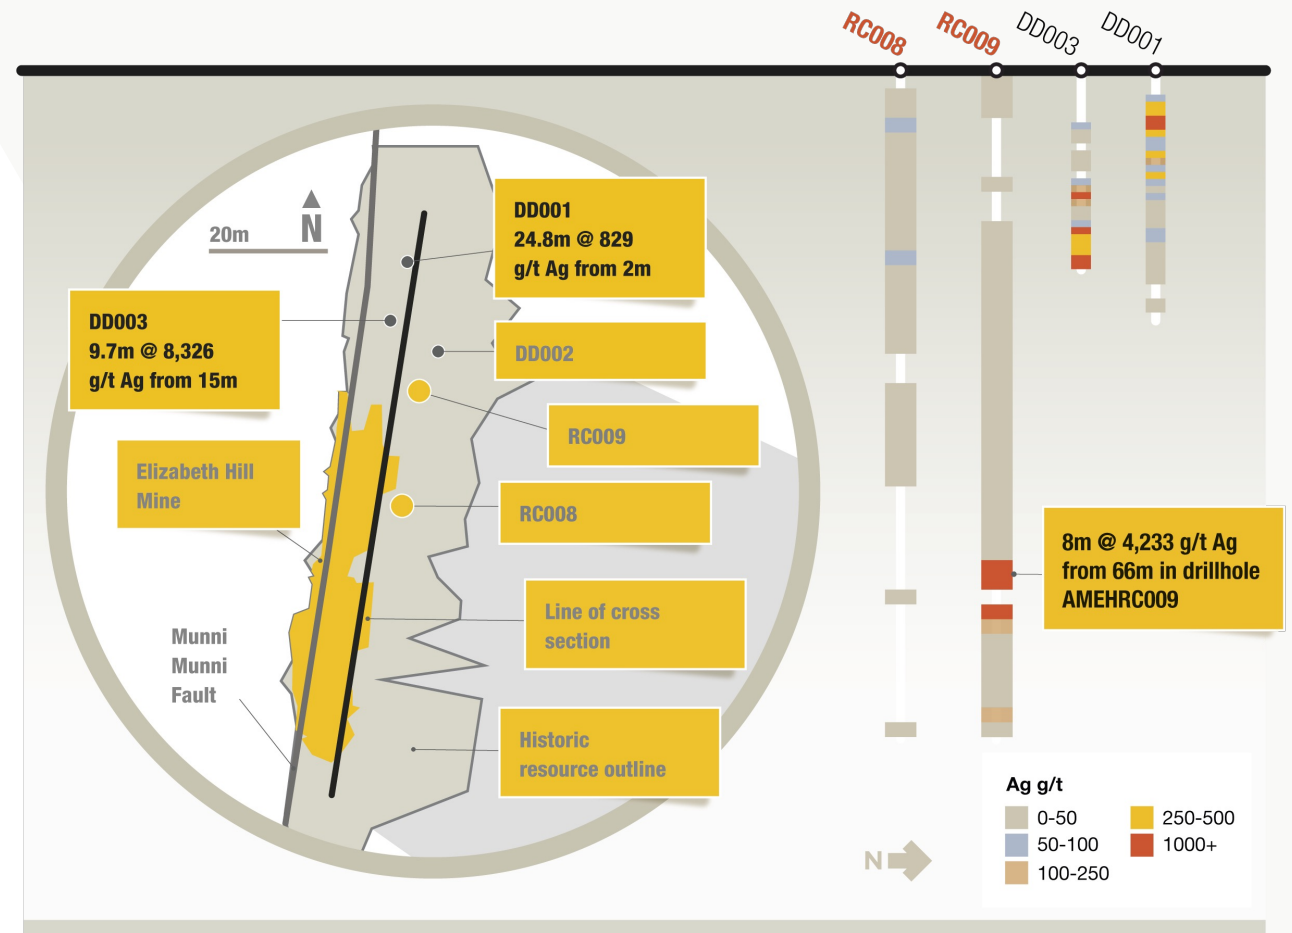 RC008
RC009
DD003
DD001
20m
N
DD001
24.8m @ 829
g/t Ag from 2m
DD003
9.7m @ 8,326
g/t Ag from 15m
DD002
RC009
Elizabeth Hill
Mine
RC008
8m @ 4,233 g/t Ag
from 66m in drillhole
AMEHRC009
Line of cross
section
Munni
Munni
Fault
Historic
resource outline
N
Ag g/t
0-50
50-100
100-250
250-500
1000+